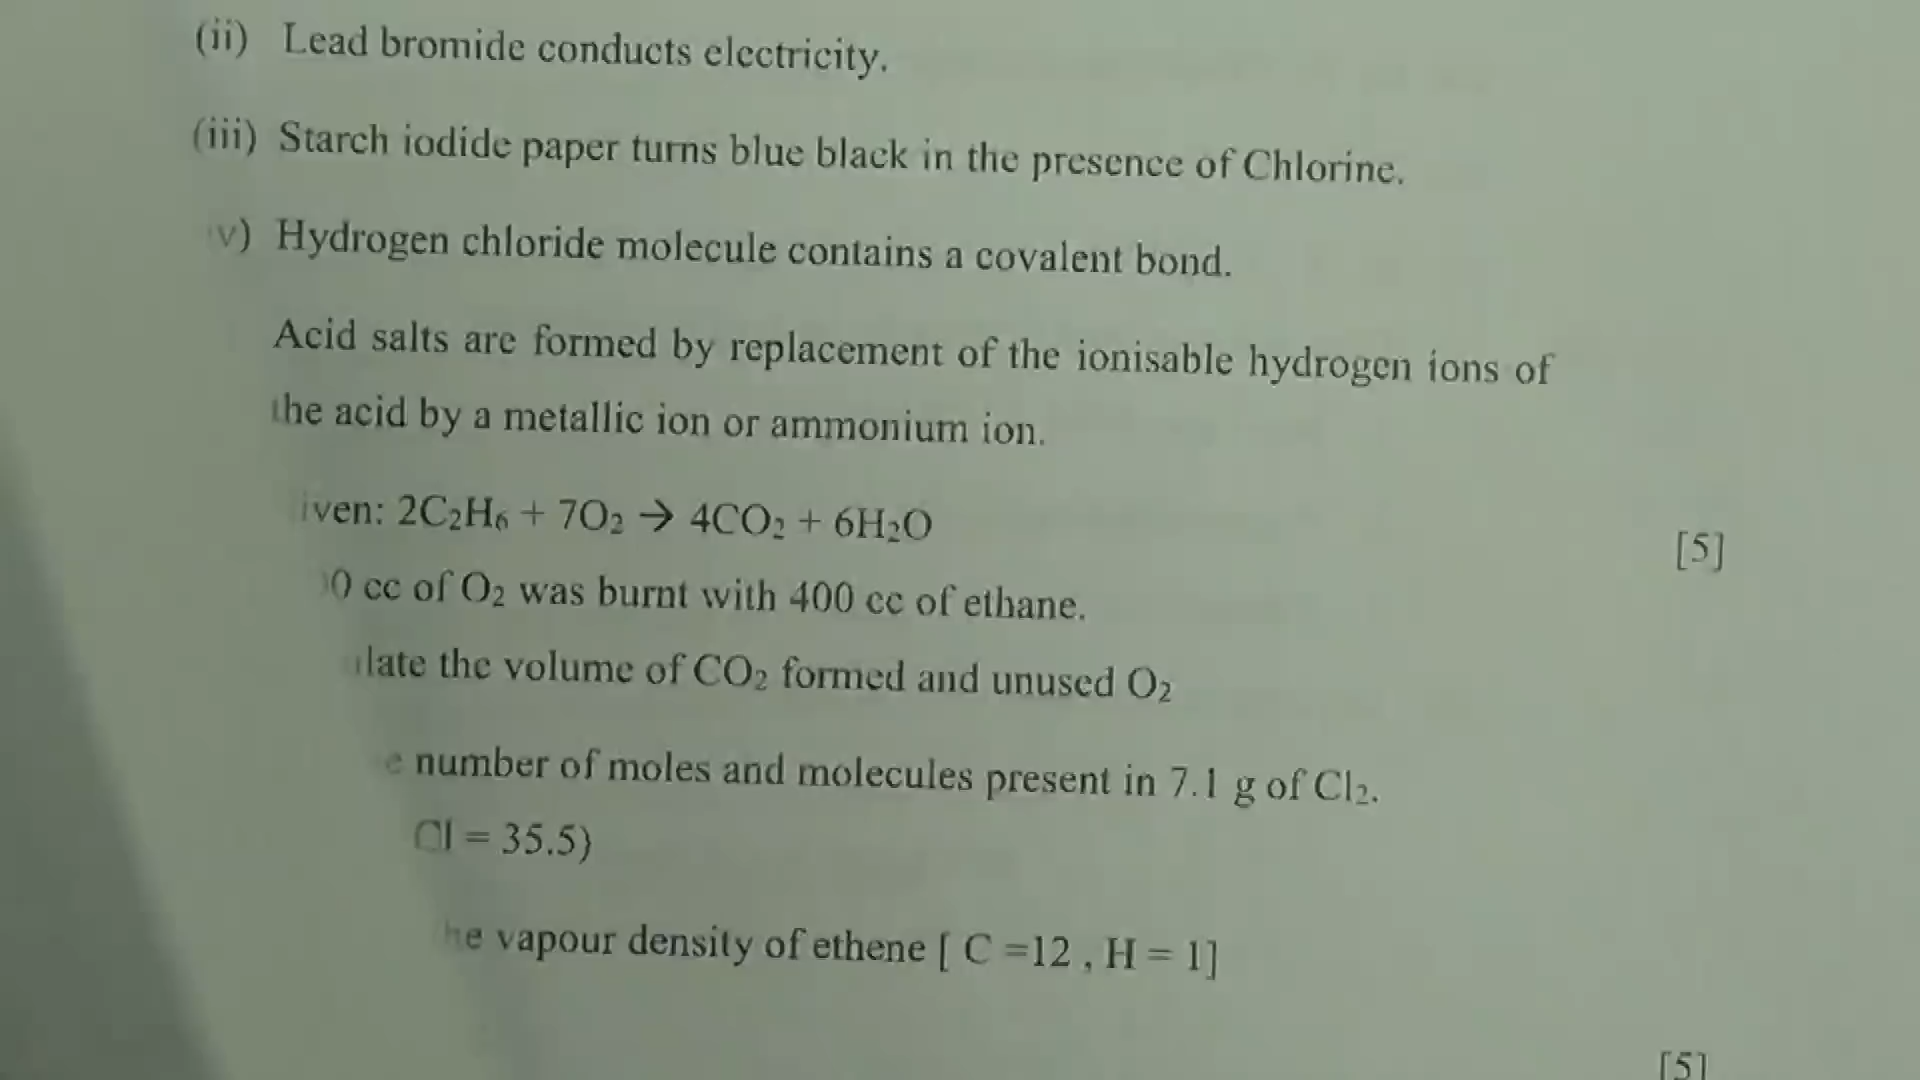 (ii) Lead bromide conducts electricity.
(iii) Starch iodide paper turns blue black in the presence of Chlorine.
v) Hydrogen chloride molecule contains a covalent bond.
Acid salts are formed by replacement of the ionisable hydrogen ions of
the acid by a metallic ion or ammonium ion.
iven: 2C₂H₆ + 7O₂ → 4CO₂ + 6H₂O
[5]
0 cc of O₂ was burnt with 400 cc of ethane.
late the volume of CO₂ formed and unused O₂
e number of moles and molecules present in 7.1 g of Cl₂.
Cl = 35.5)
he vapour density of ethene [ C =12 , H = 1]
[5]